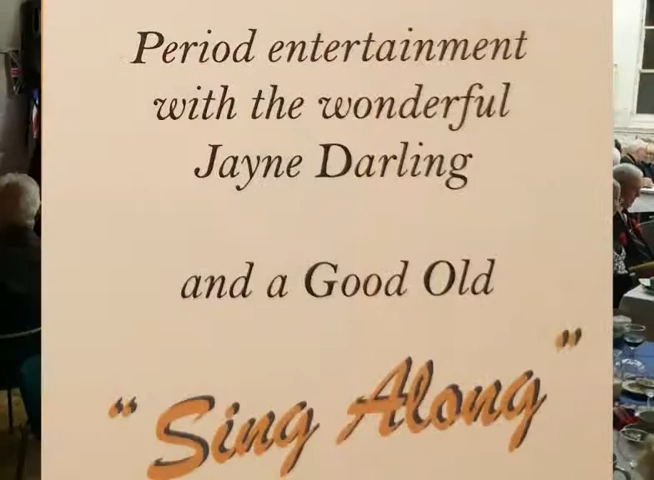 Period entertainment
with the wonderful
Jayne Darling
and a Good Old
“Sing Along”